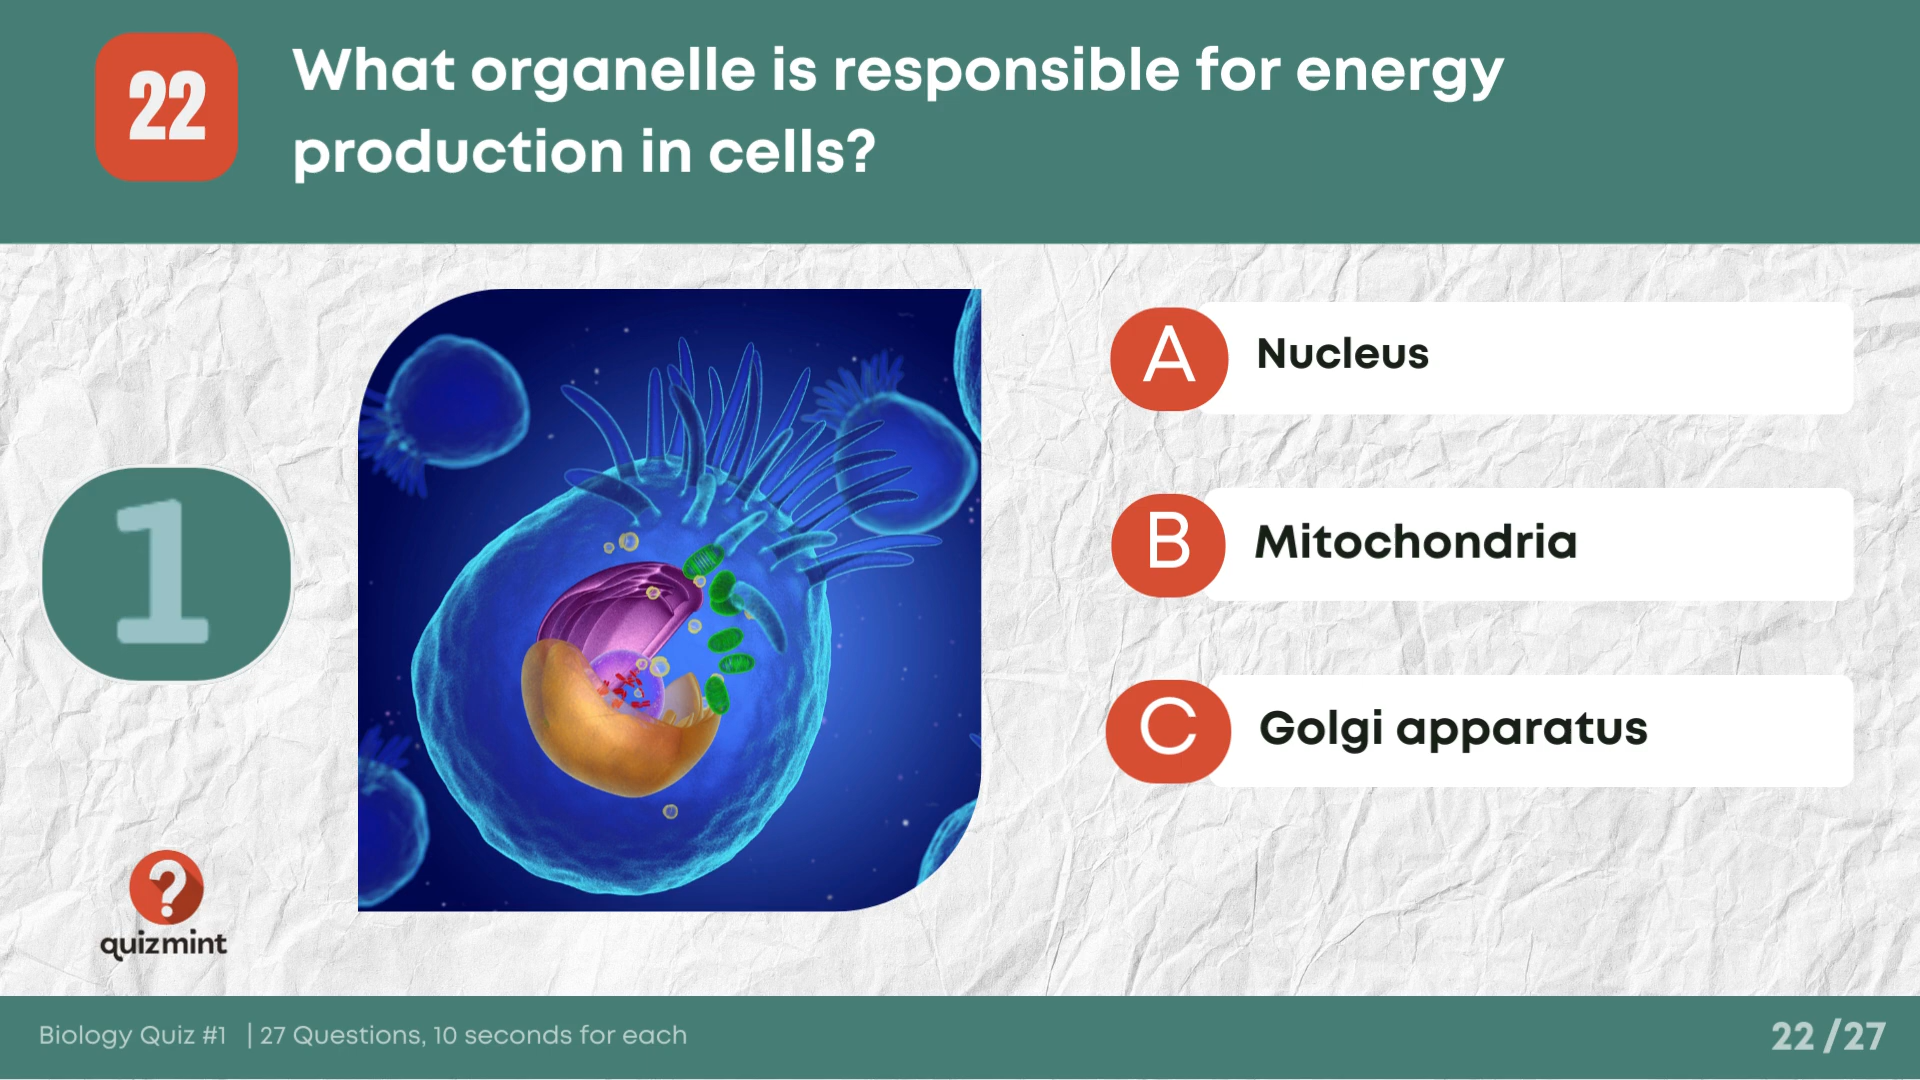 22
What organelle is responsible for energy
production in cells?
1
A
Nucleus
B
Mitochondria
C
Golgi apparatus
?
quizmint
Biology Quiz #1 | 27 Questions, 10 seconds for each
22 /27